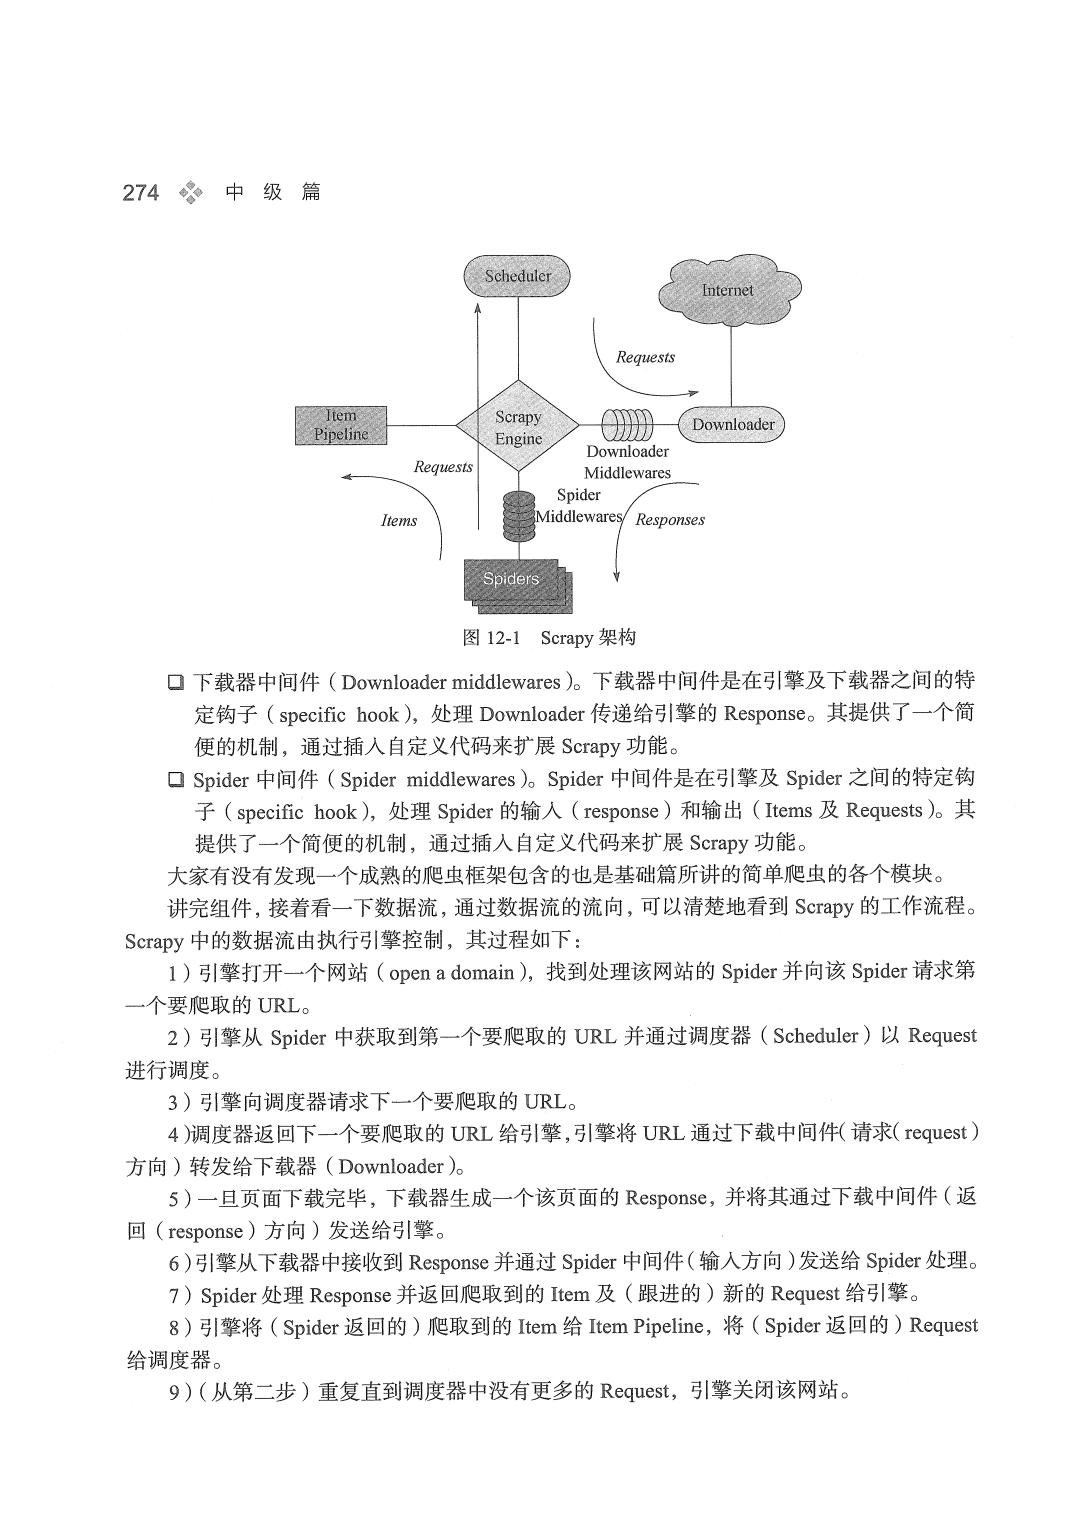 274 中 级 篇
Scheduler
Internet
Requests
Item
Pipeline
Scrapy
Engine
Downloader
Downloader
Middlewares
Requests
Spider
Middlewares
Items
Responses
Spiders
图 12-1 Scrapy 架构
❑ 下载器中间件（Downloader middlewares）。下载器中间件是在引擎及下载器之间的特
定钩子（specific hook），处理 Downloader 传递给引擎的 Response。其提供了一个简
便的机制，通过插入自定义代码来扩展 Scrapy 功能。
❑ Spider 中间件（Spider middlewares）。Spider 中间件是在引擎及 Spider 之间的特定钩
子（specific hook），处理 Spider 的输入（response）和输出（Items 及 Requests）。其
提供了一个简便的机制，通过插入自定义代码来扩展 Scrapy 功能。
大家有没有发现一个成熟的爬虫框架包含的也是基础篇所讲的简单爬虫的各个模块。
讲完组件，接着看一下数据流，通过数据流的流向，可以清楚地看到 Scrapy 的工作流程。
Scrapy 中的数据流由执行引擎控制，其过程如下：
1）引擎打开一个网站（open a domain），找到处理该网站的 Spider 并向该 Spider 请求第
一个要爬取的 URL。
2）引擎从 Spider 中获取到第一个要爬取的 URL 并通过调度器（Scheduler）以 Request
进行调度。
3）引擎向调度器请求下一个要爬取的 URL。
4）调度器返回下一个要爬取的 URL 给引擎，引擎将 URL 通过下载中间件（请求（request）
方向）转发给下载器（Downloader）。
5）一旦页面下载完毕，下载器生成一个该页面的 Response，并将其通过下载中间件（返
回（response）方向）发送给引擎。
6）引擎从下载器中接收到 Response 并通过 Spider 中间件（输入方向）发送给 Spider 处理。
7）Spider 处理 Response 并返回爬取到的 Item 及（跟进的）新的 Request 给引擎。
8）引擎将（Spider 返回的）爬取到的 Item 给 Item Pipeline，将（Spider 返回的）Request
给调度器。
9）（从第二步）重复直到调度器中没有更多的 Request，引擎关闭该网站。